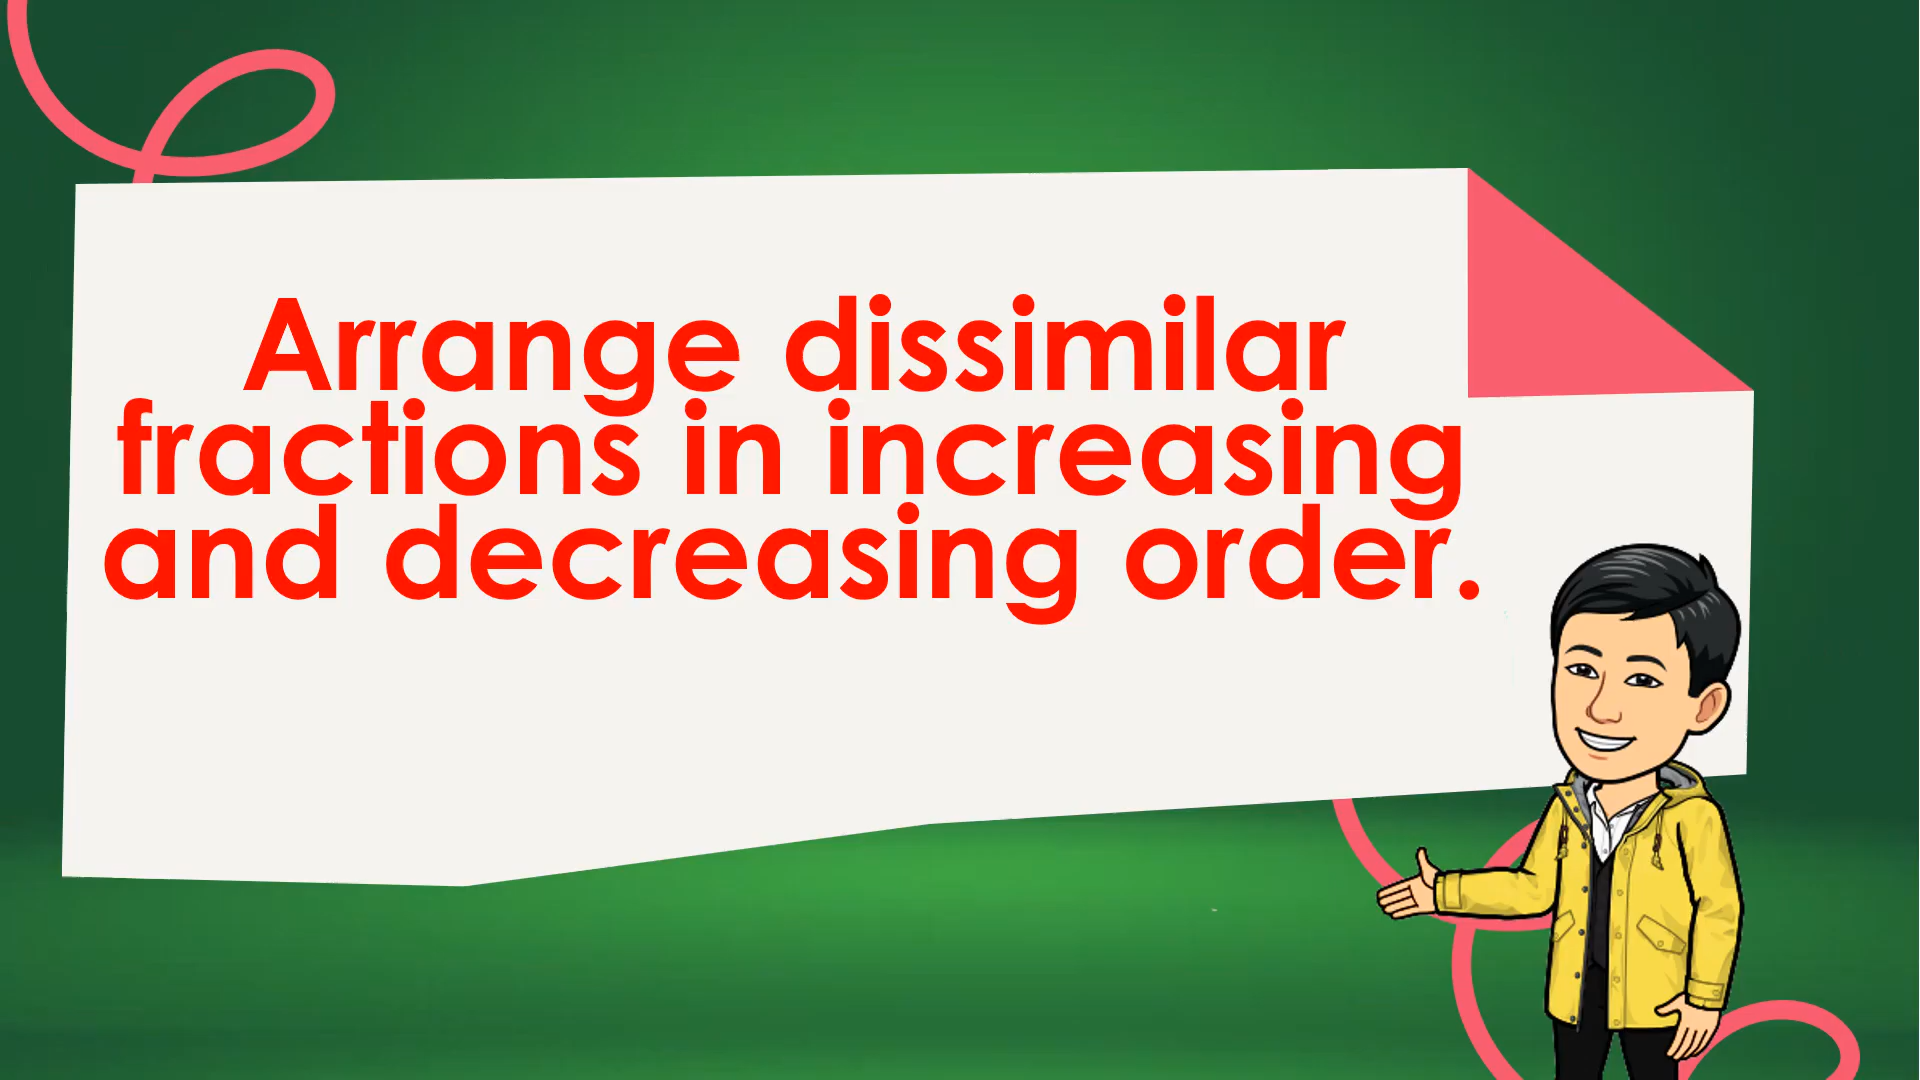 Arrange dissimilar
fractions in increasing
and decreasing order.